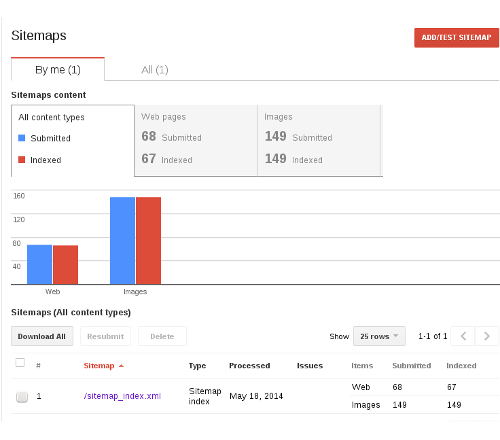 Sitemaps
ADD/TEST SITEMAP
By me (1) All (1)
Sitemaps content
All content types
Submitted
Indexed
Web pages
68 Submitted
67 Indexed
Images
149 Submitted
149 Indexed
160
120
80
40
Web Images
Sitemaps (All content types)
Download All Resubmit Delete Show 25 rows 1-1 of 1
# Sitemap Type Processed Issues Items Submitted Indexed
1 /sitemap_index.xml Sitemap index May 18, 2014 Web 68 67
Images 149 149